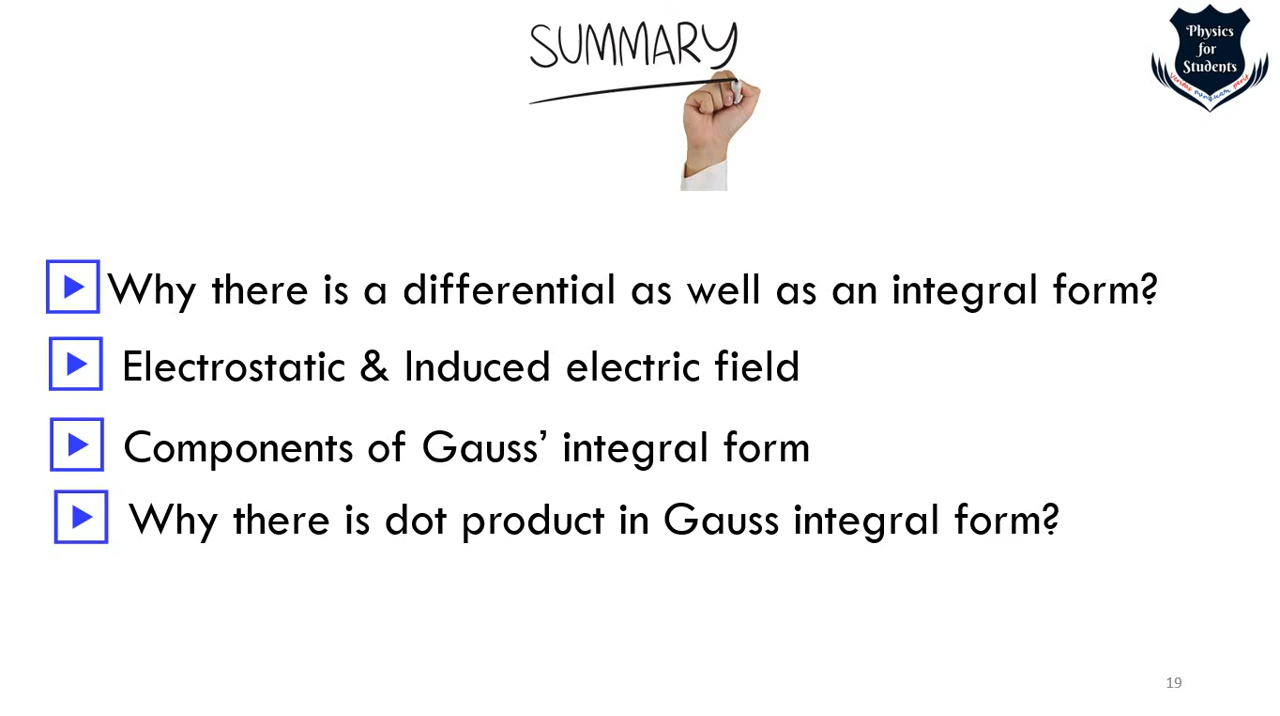 SUMMARY
Physics
for
Students
Why there is a differential as well as an integral form?
Electrostatic & Induced electric field
Components of Gauss’ integral form
Why there is dot product in Gauss integral form?
19